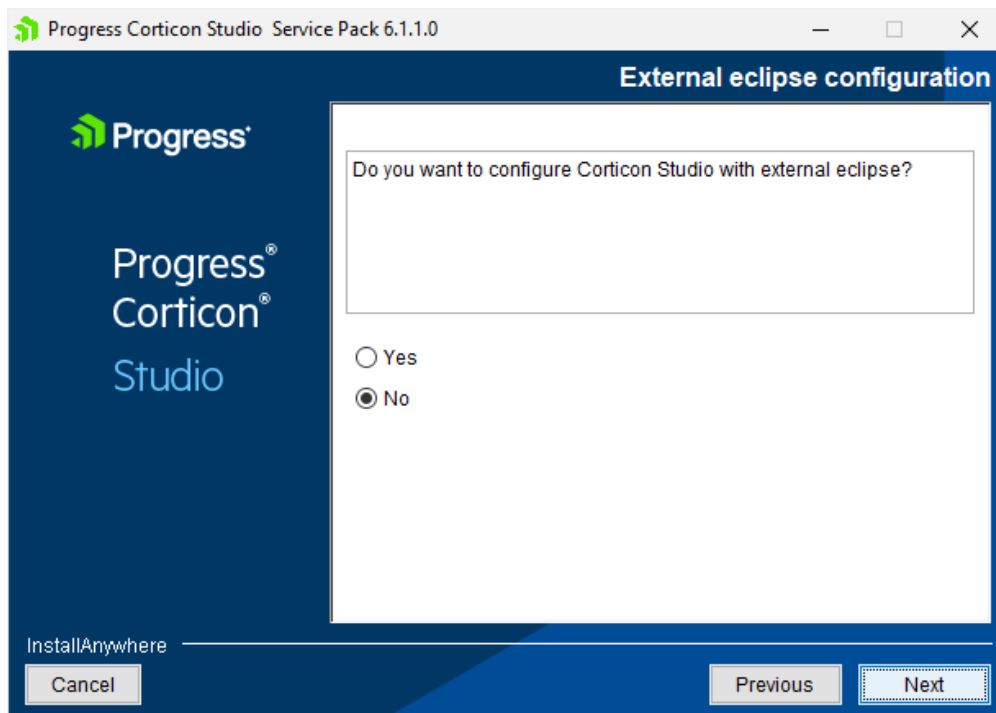 Progress Corticon Studio Service Pack 6.1.1.0
External eclipse configuration
Progress
Do you want to configure Corticon Studio with external eclipse?
Progress®
Corticon®
Studio
Yes
No
InstallAnywhere
Cancel
Previous
Next